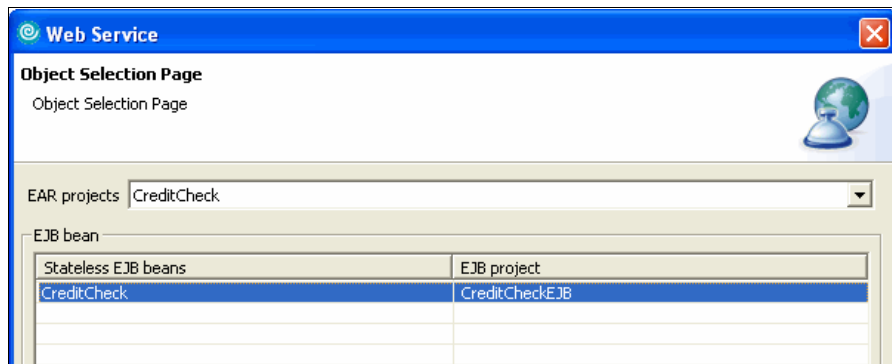 Web Service
Object Selection Page
Object Selection Page
EAR projects CreditCheck
EJB bean
Stateless EJB beans EJB project
CreditCheck CreditCheckEJB